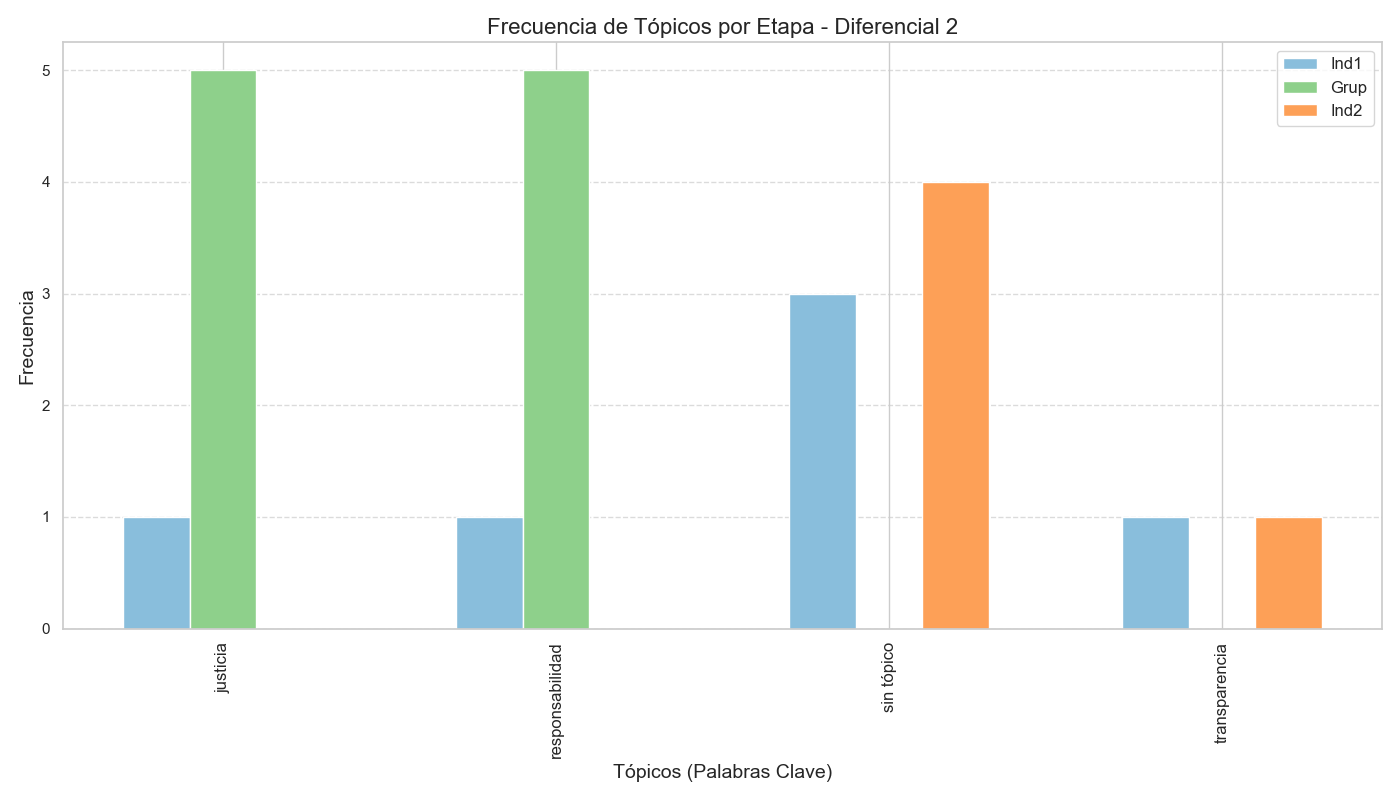 Frecuencia de Tópicos por Etapa - Diferencial 2
Ind1
Grup
Ind2
Frecuencia
5
4
3
2
1
0
justicia
responsabilidad
sin tópico
transparencia
Tópicos (Palabras Clave)